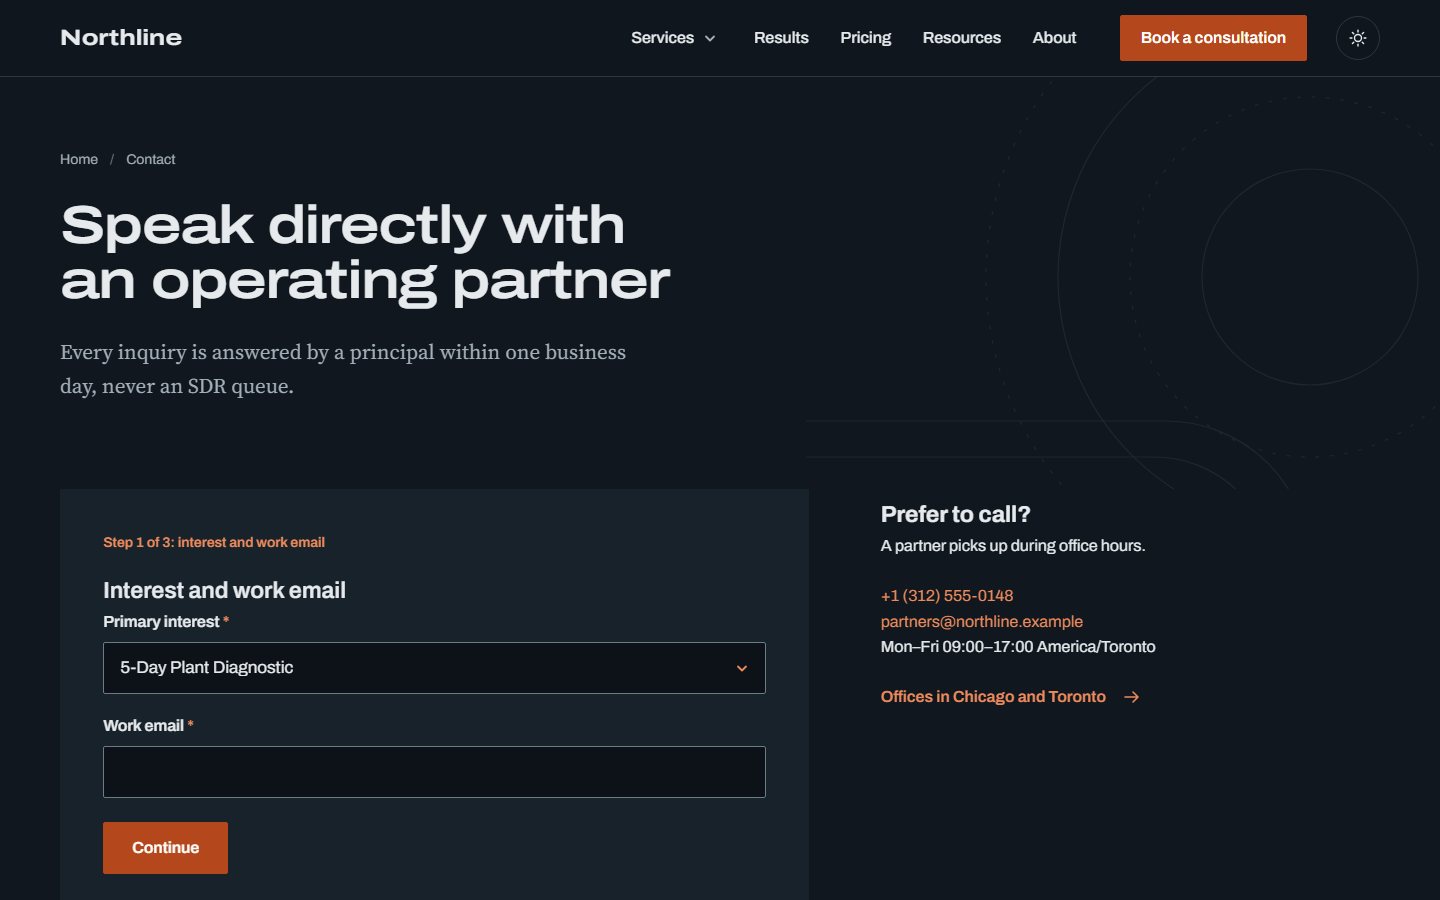 Northline
Services
Results
Pricing
Resources
About
Book a consultation
Home / Contact
Speak directly with
an operating partner
Every inquiry is answered by a principal within one business
day, never an SDR queue.
Step 1 of 3: interest and work email
Interest and work email
Primary interest *
5-Day Plant Diagnostic
Work email *
Continue
Prefer to call?
A partner picks up during office hours.
+1 (312) 555-0148
partners@northline.example
Mon–Fri 09:00–17:00 America/Toronto
Offices in Chicago and Toronto →